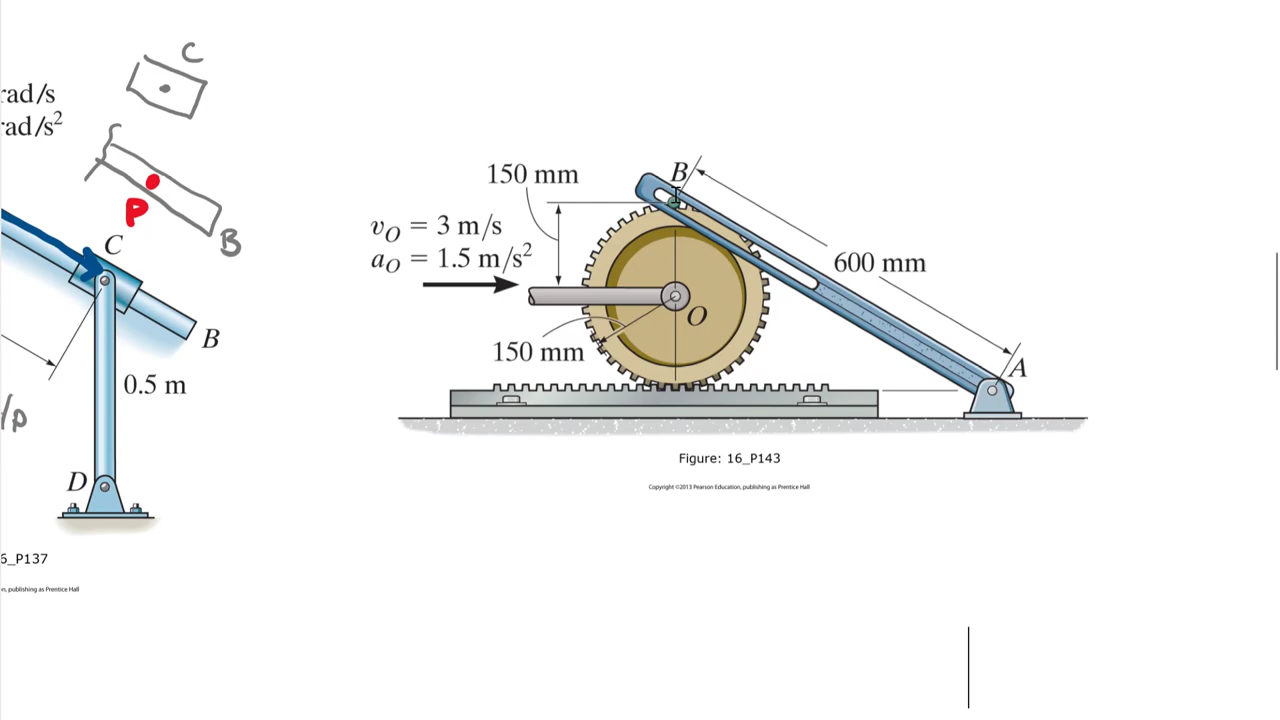 rad/s
rad/s²
C
P
B
C
B
0.5 m
/P
D
6_P137
n, publishing as Prentice Hall
150 mm
B
v_O = 3 m/s
a_O = 1.5 m/s²
600 mm
O
150 mm
A
Figure: 16_P143
Copyright ©2013 Pearson Education, publishing as Prentice Hall